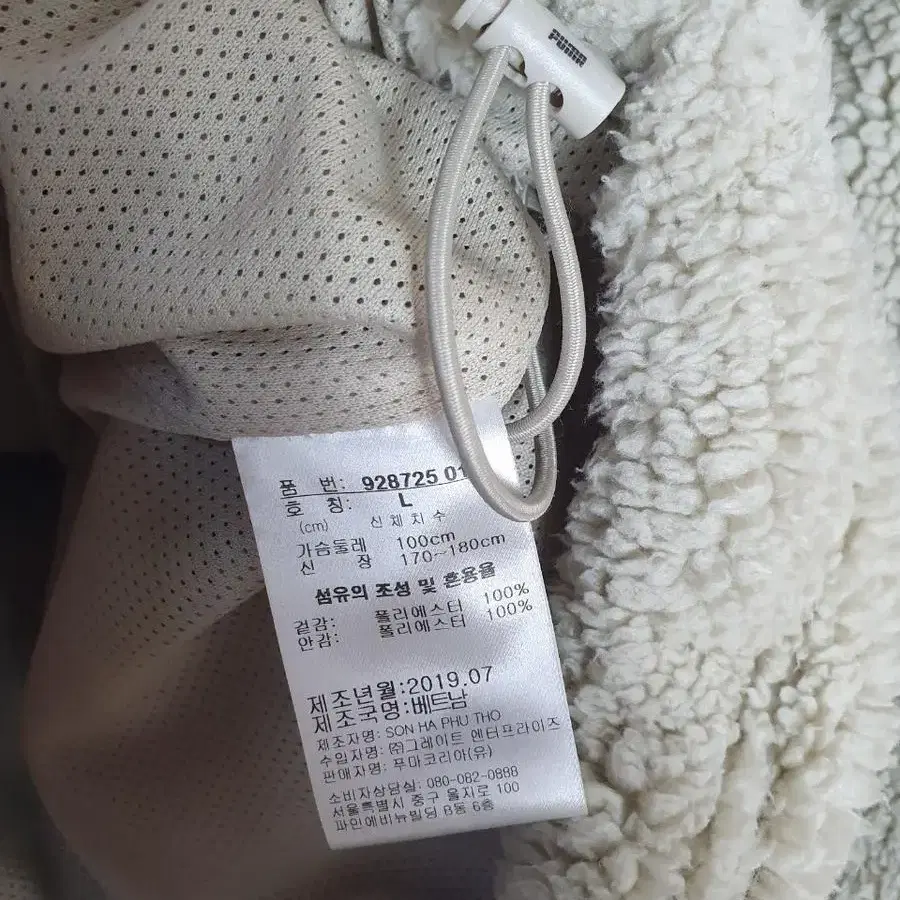 PUMA
품 번: 928725 01
호 칭: L
(cm) 신체치수
가슴둘레 100cm
신 장 170~180cm
섬유의 조성 및 혼용율
겉감: 폴리에스터 100%
안감: 폴리에스터 100%
제조년월:2019.07
제조국명:베트남
제조자명: SON HA PHU THO
수입자명: ㈜그레이트 엔터프라이즈
판매자명: 푸마코리아(유)
소비자상담실: 080-082-0888
서울특별시 중구 을지로 100
파인에비뉴빌딩 B동 6층